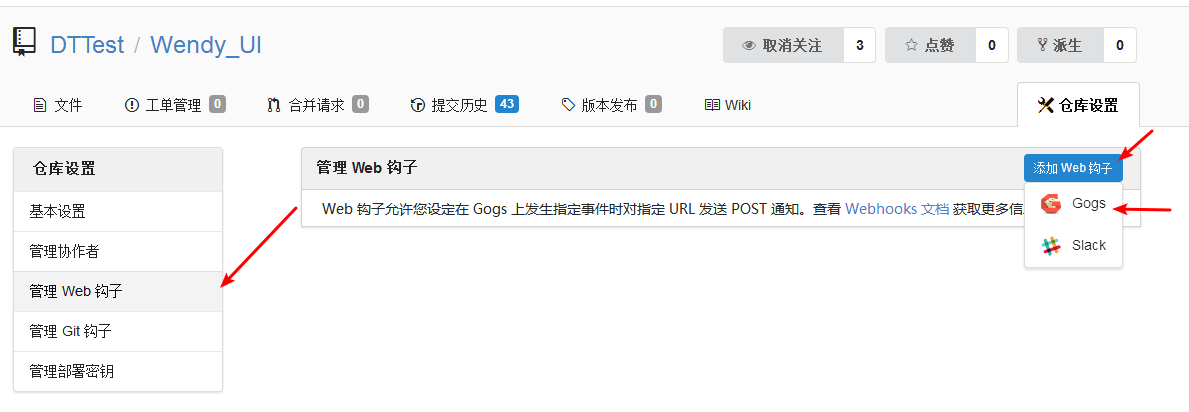 DTTest / Wendy_UI
取消关注 3 点赞 0 派生 0
文件 工单管理 0 合并请求 0 提交历史 43 版本发布 0 Wiki 仓库设置
仓库设置
基本设置
管理协作者
管理 Web 钩子
管理 Git 钩子
管理部署密钥
管理 Web 钩子 添加 Web 钩子
Web 钩子允许您设定在 Gogs 上发生指定事件时对指定 URL 发送 POST 通知。查看 Webhooks 文档 获取更多信
Gogs
Slack